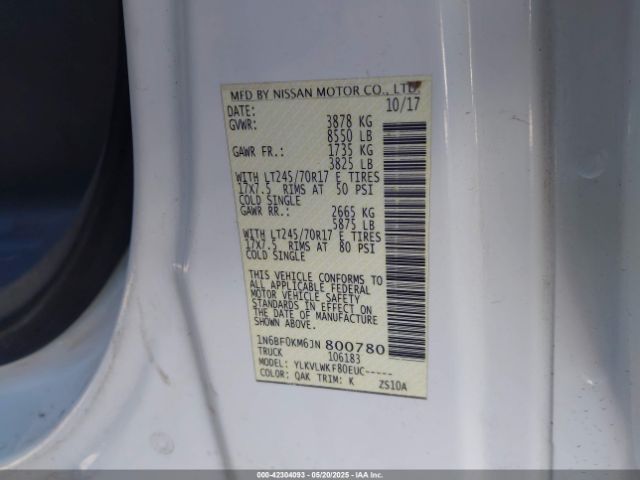 MFD BY NISSAN MOTOR CO., LTD.
DATE: 10/17
GVWR: 3878 KG
8550 LB
GAWR FR.: 1735 KG
3825 LB
WITH LT245/70R17 E TIRES
17X7.5 RIMS AT 50 PSI
COLD SINGLE
GAWR RR.: 2665 KG
5875 LB
WITH LT245/70R17 E TIRES
17X7.5 RIMS AT 80 PSI
COLD SINGLE
THIS VEHICLE CONFORMS TO
ALL APPLICABLE FEDERAL
MOTOR VEHICLE SAFETY
STANDARDS IN EFFECT ON
THE DATE OF MANUFACTURE
SHOWN ABOVE.
1N6BF0KM6JN800780
TRUCK 106183
MODEL: YLKVLWKF80EUC-----
COLOR: QAK TRIM: K ZS10A
000-42304093 - 05/20/2025 - IAAI.COM